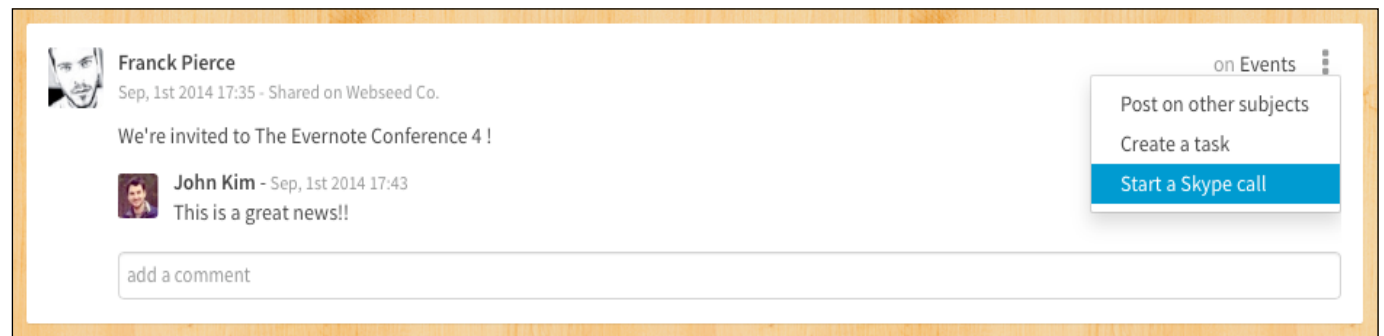 Franck Pierce
on Events
Sep, 1st 2014 17:35 - Shared on Webseed Co.
Post on other subjects
We're invited to The Evernote Conference 4 !
Create a task
John Kim - Sep, 1st 2014 17:43
Start a Skype call
This is a great news!!
add a comment